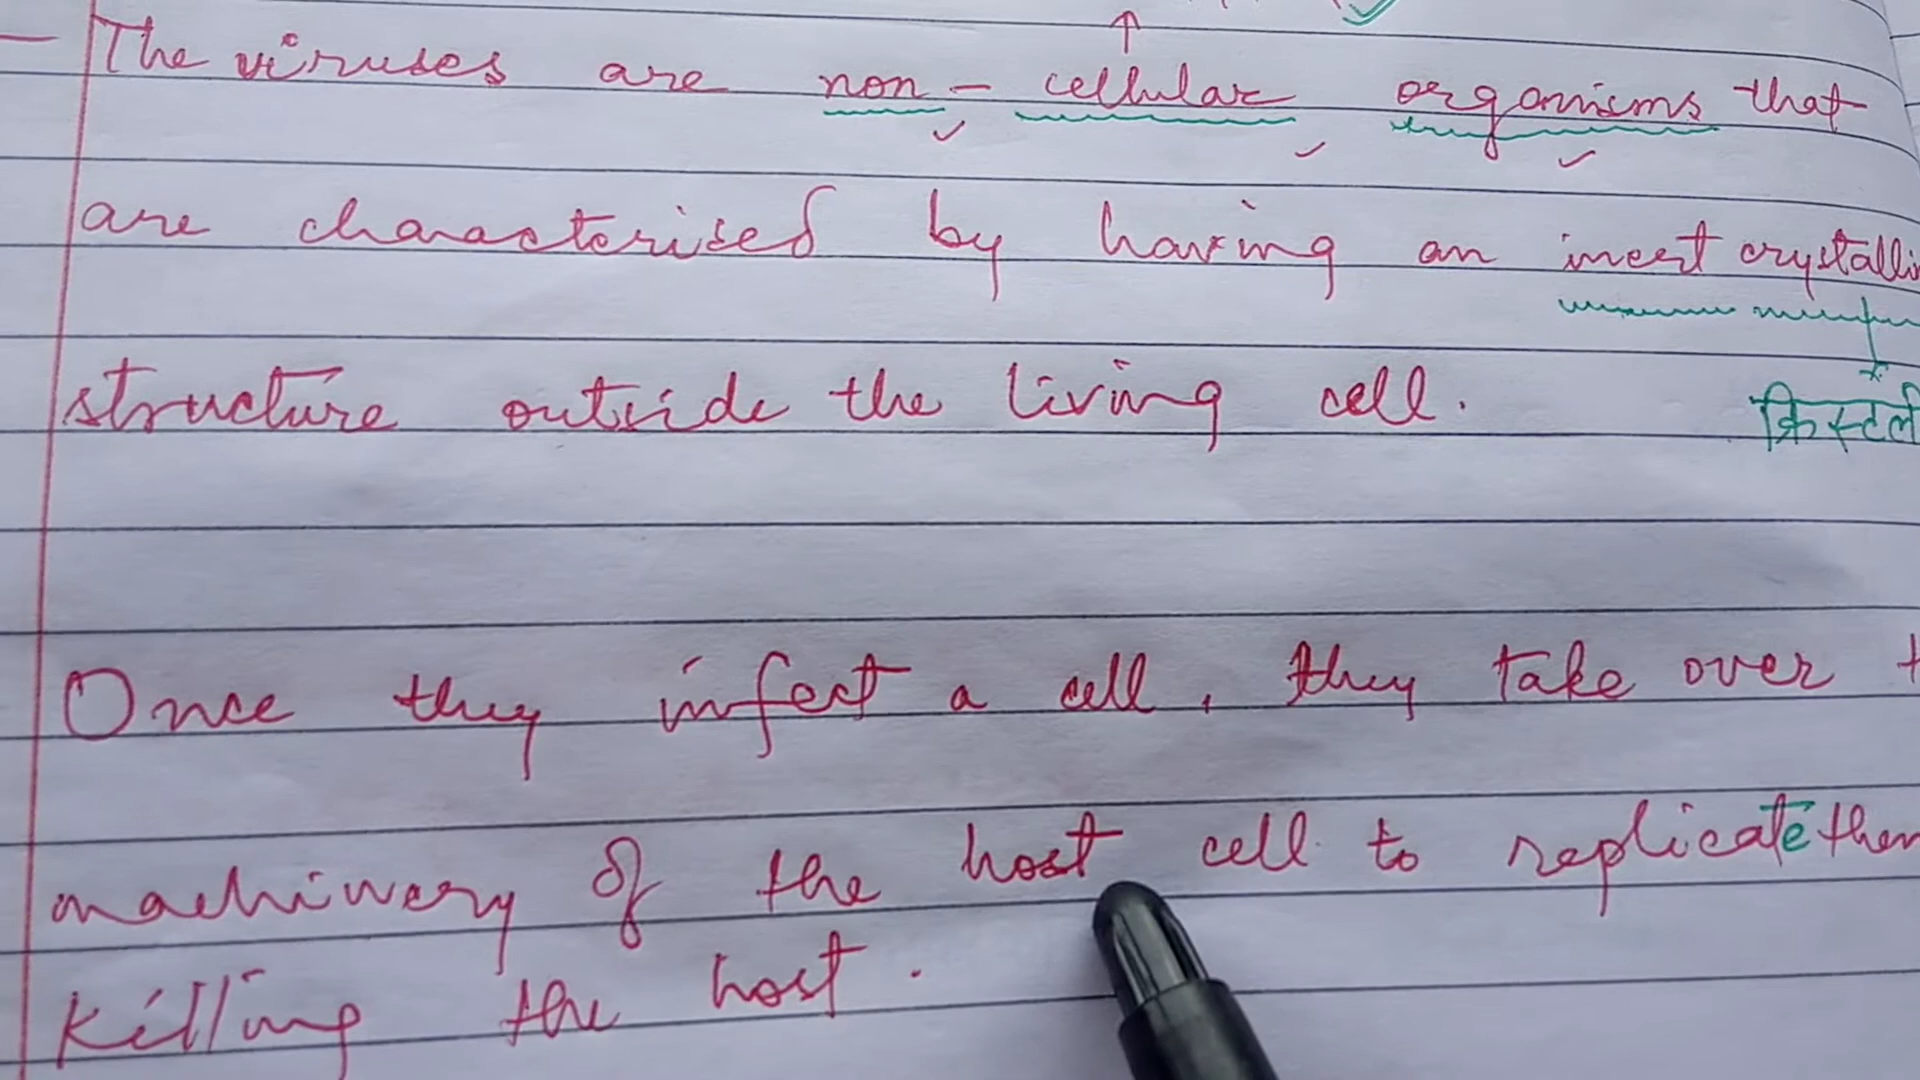 The viruses are non - cellular organisms that
are characterised by having an inert crystalli
structure outside the living cell.
क्रिस्टली
Once they infect a cell, they take over t
machinery of the host cell to replicate them
killing the host.